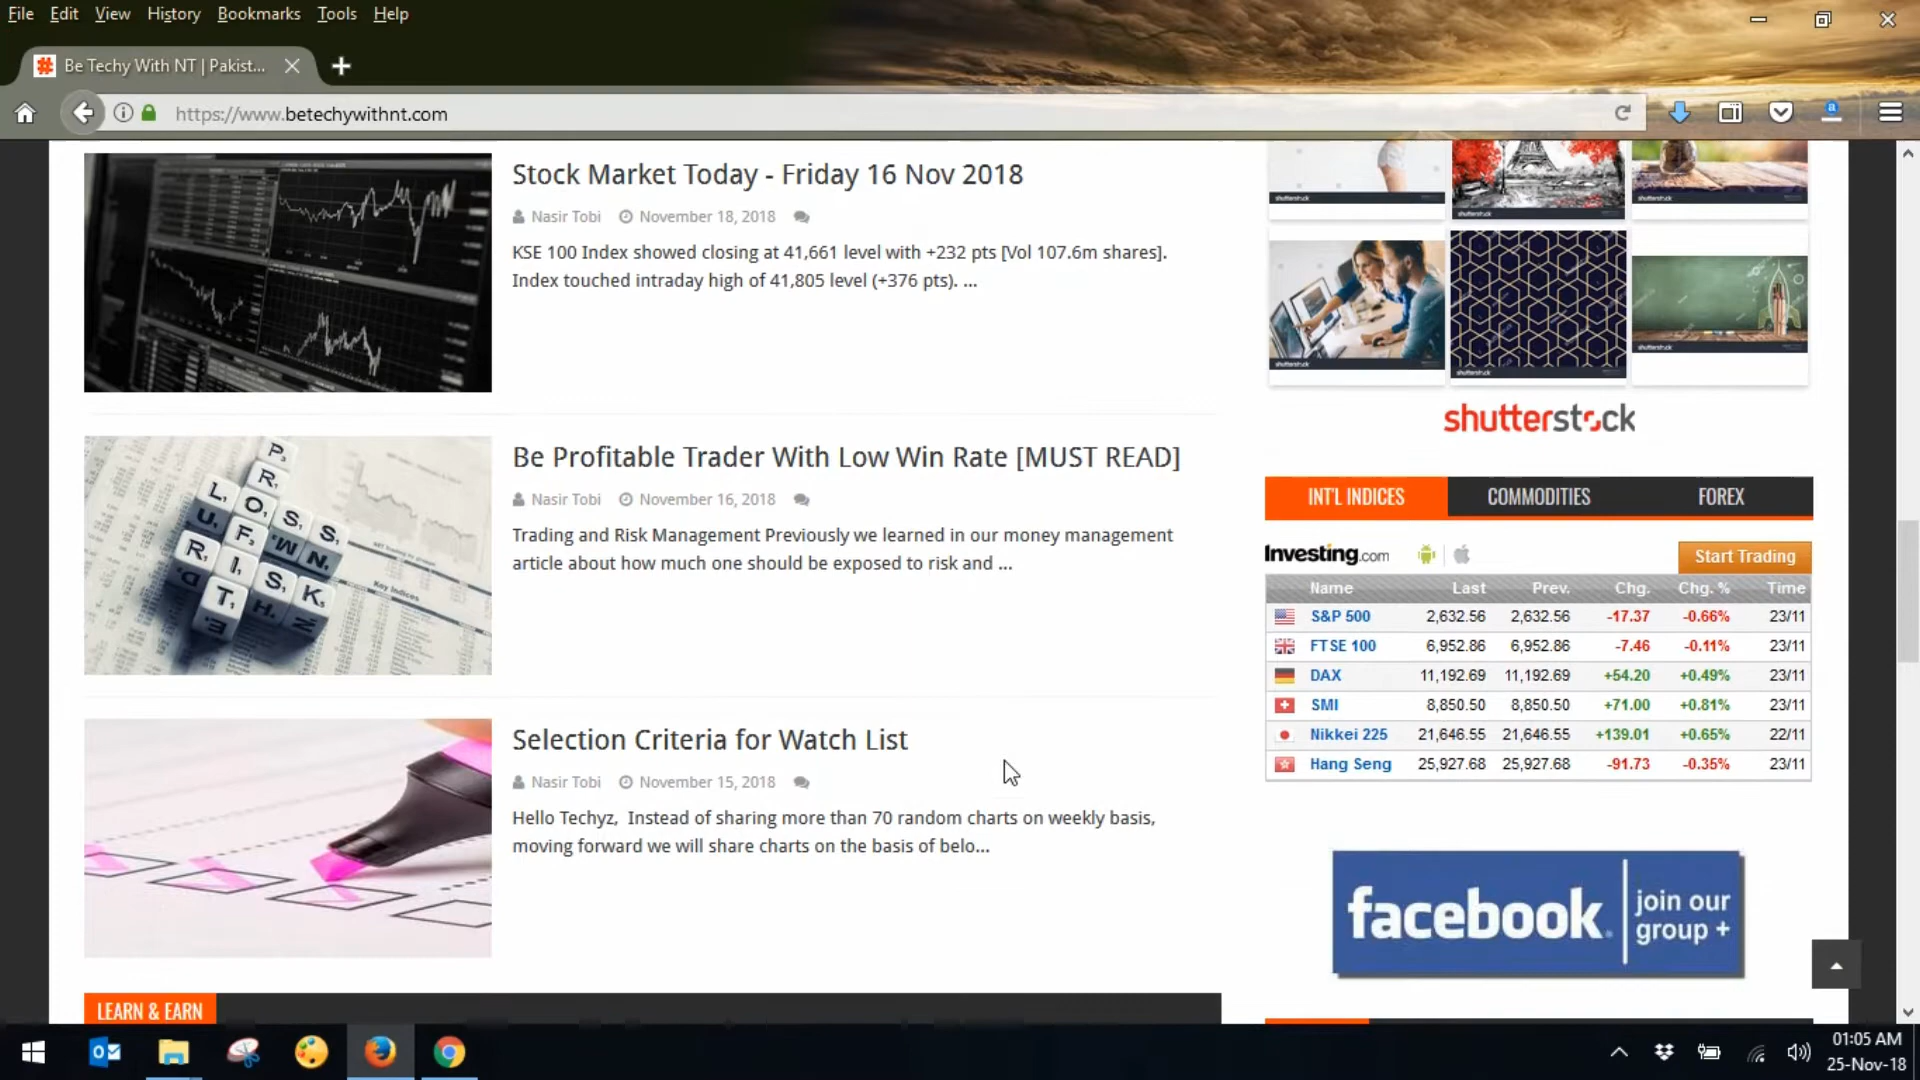 File Edit View History Bookmarks Tools Help
Be Techy With NT | Pakist...
https://www.betechywithnt.com
Stock Market Today - Friday 16 Nov 2018
Nasir Tobi November 18, 2018
KSE 100 Index showed closing at 41,661 level with +232 pts [Vol 107.6m shares].
Index touched intraday high of 41,805 level (+376 pts). ...
Be Profitable Trader With Low Win Rate [MUST READ]
Nasir Tobi November 16, 2018
Trading and Risk Management Previously we learned in our money management
article about how much one should be exposed to risk and ...
Selection Criteria for Watch List
Nasir Tobi November 15, 2018
Hello Techyz,  Instead of sharing more than 70 random charts on weekly basis,
moving forward we will share charts on the basis of belo...
LEARN & EARN
shutterstock
shutterstock
shutterstock
shutterstock
shutterstock
shutterstock
shutterstock
INT'L INDICES COMMODITIES FOREX
Investing.com Start Trading
Name Last Prev. Chg. Chg. % Time
S&P 500 2,632.56 2,632.56 -17.37 -0.66% 23/11
FTSE 100 6,952.86 6,952.86 -7.46 -0.11% 23/11
DAX 11,192.69 11,192.69 +54.20 +0.49% 23/11
SMI 8,850.50 8,850.50 +71.00 +0.81% 23/11
Nikkei 225 21,646.55 21,646.55 +139.01 +0.65% 22/11
Hang Seng 25,927.68 25,927.68 -91.73 -0.35% 23/11
facebook. join our
group +
01:05 AM
25-Nov-18